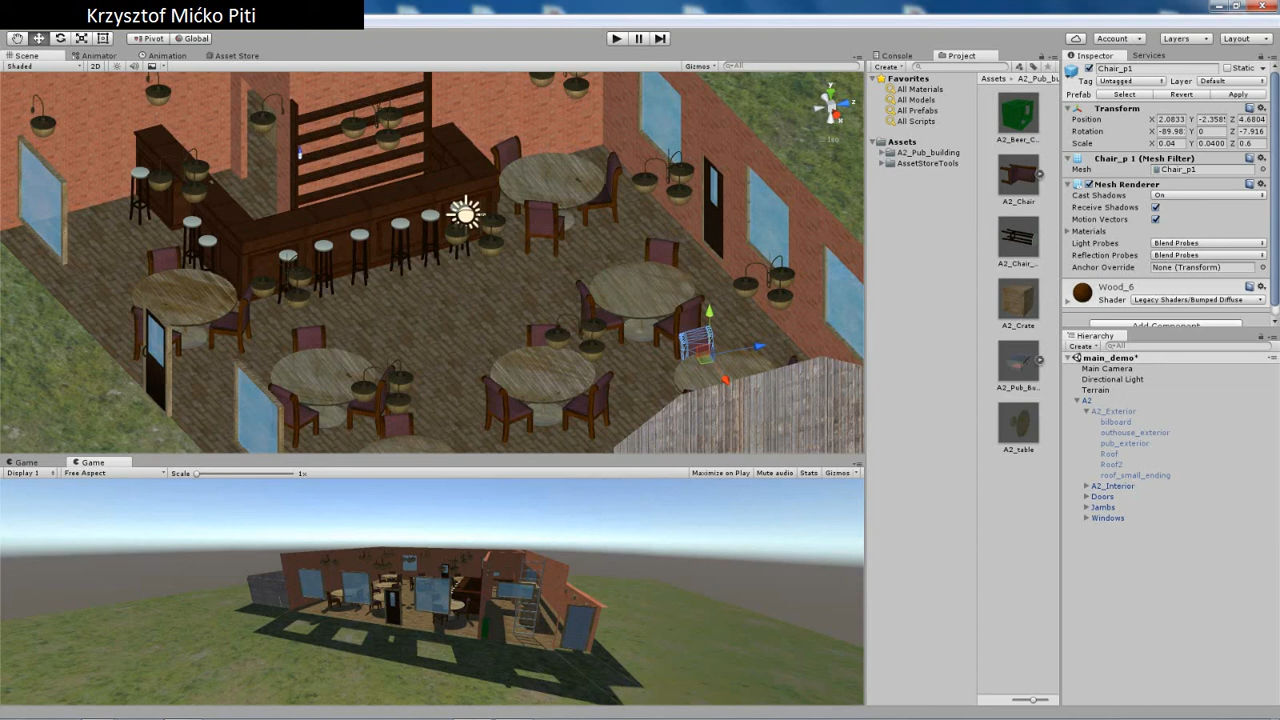 Krzysztof Mićko Piti
Pivot
Global
Account
Layers
Layout
Scene
Animator
Animation
Asset Store
Console
Project
Inspector
Services
Shaded
2D
Gizmos
All
Create
Chair_p1
Static
Favorites
Assets
A2_Pub_bu
Tag
Untagged
Layer
Default
All Materials
Prefab
Select
Revert
Apply
All Models
Transform
All Prefabs
Position
X
2.0833
Y
Z
4.6804
All Scripts
Rotation
X
-89.98
Y
0
Z
-7.916
Scale
X
0.04
Y
0.0400
Z
0.6
Assets
A2_Beer_C...
A2_Pub_building
AssetStoreTools
Chair_p 1 (Mesh Filter)
Mesh
Chair_p1
Mesh Renderer
Cast Shadows
On
A2_Chair
Receive Shadows
Motion Vectors
Materials
Light Probes
Blend Probes
Reflection Probes
Blend Probes
A2_Chair_...
Anchor Override
None (Transform)
Wood_6
Shader
Legacy Shaders/Bumped Diffuse
A2_Crate
Add Component
Hierarchy
Create
All
main_demo*
Main Camera
Directional Light
A2_Pub_Bu...
Terrain
A2
A2_Exterior
bilboard
outhouse_exterior
pub_exterior
A2_table
Roof
Roof2
roof_small_ending
A2_Interior
Doors
Jambs
Windows
Game
Game
Display 1
Free Aspect
Scale
1x
Maximize on Play
Mute audio
Stats
Gizmos
Iso